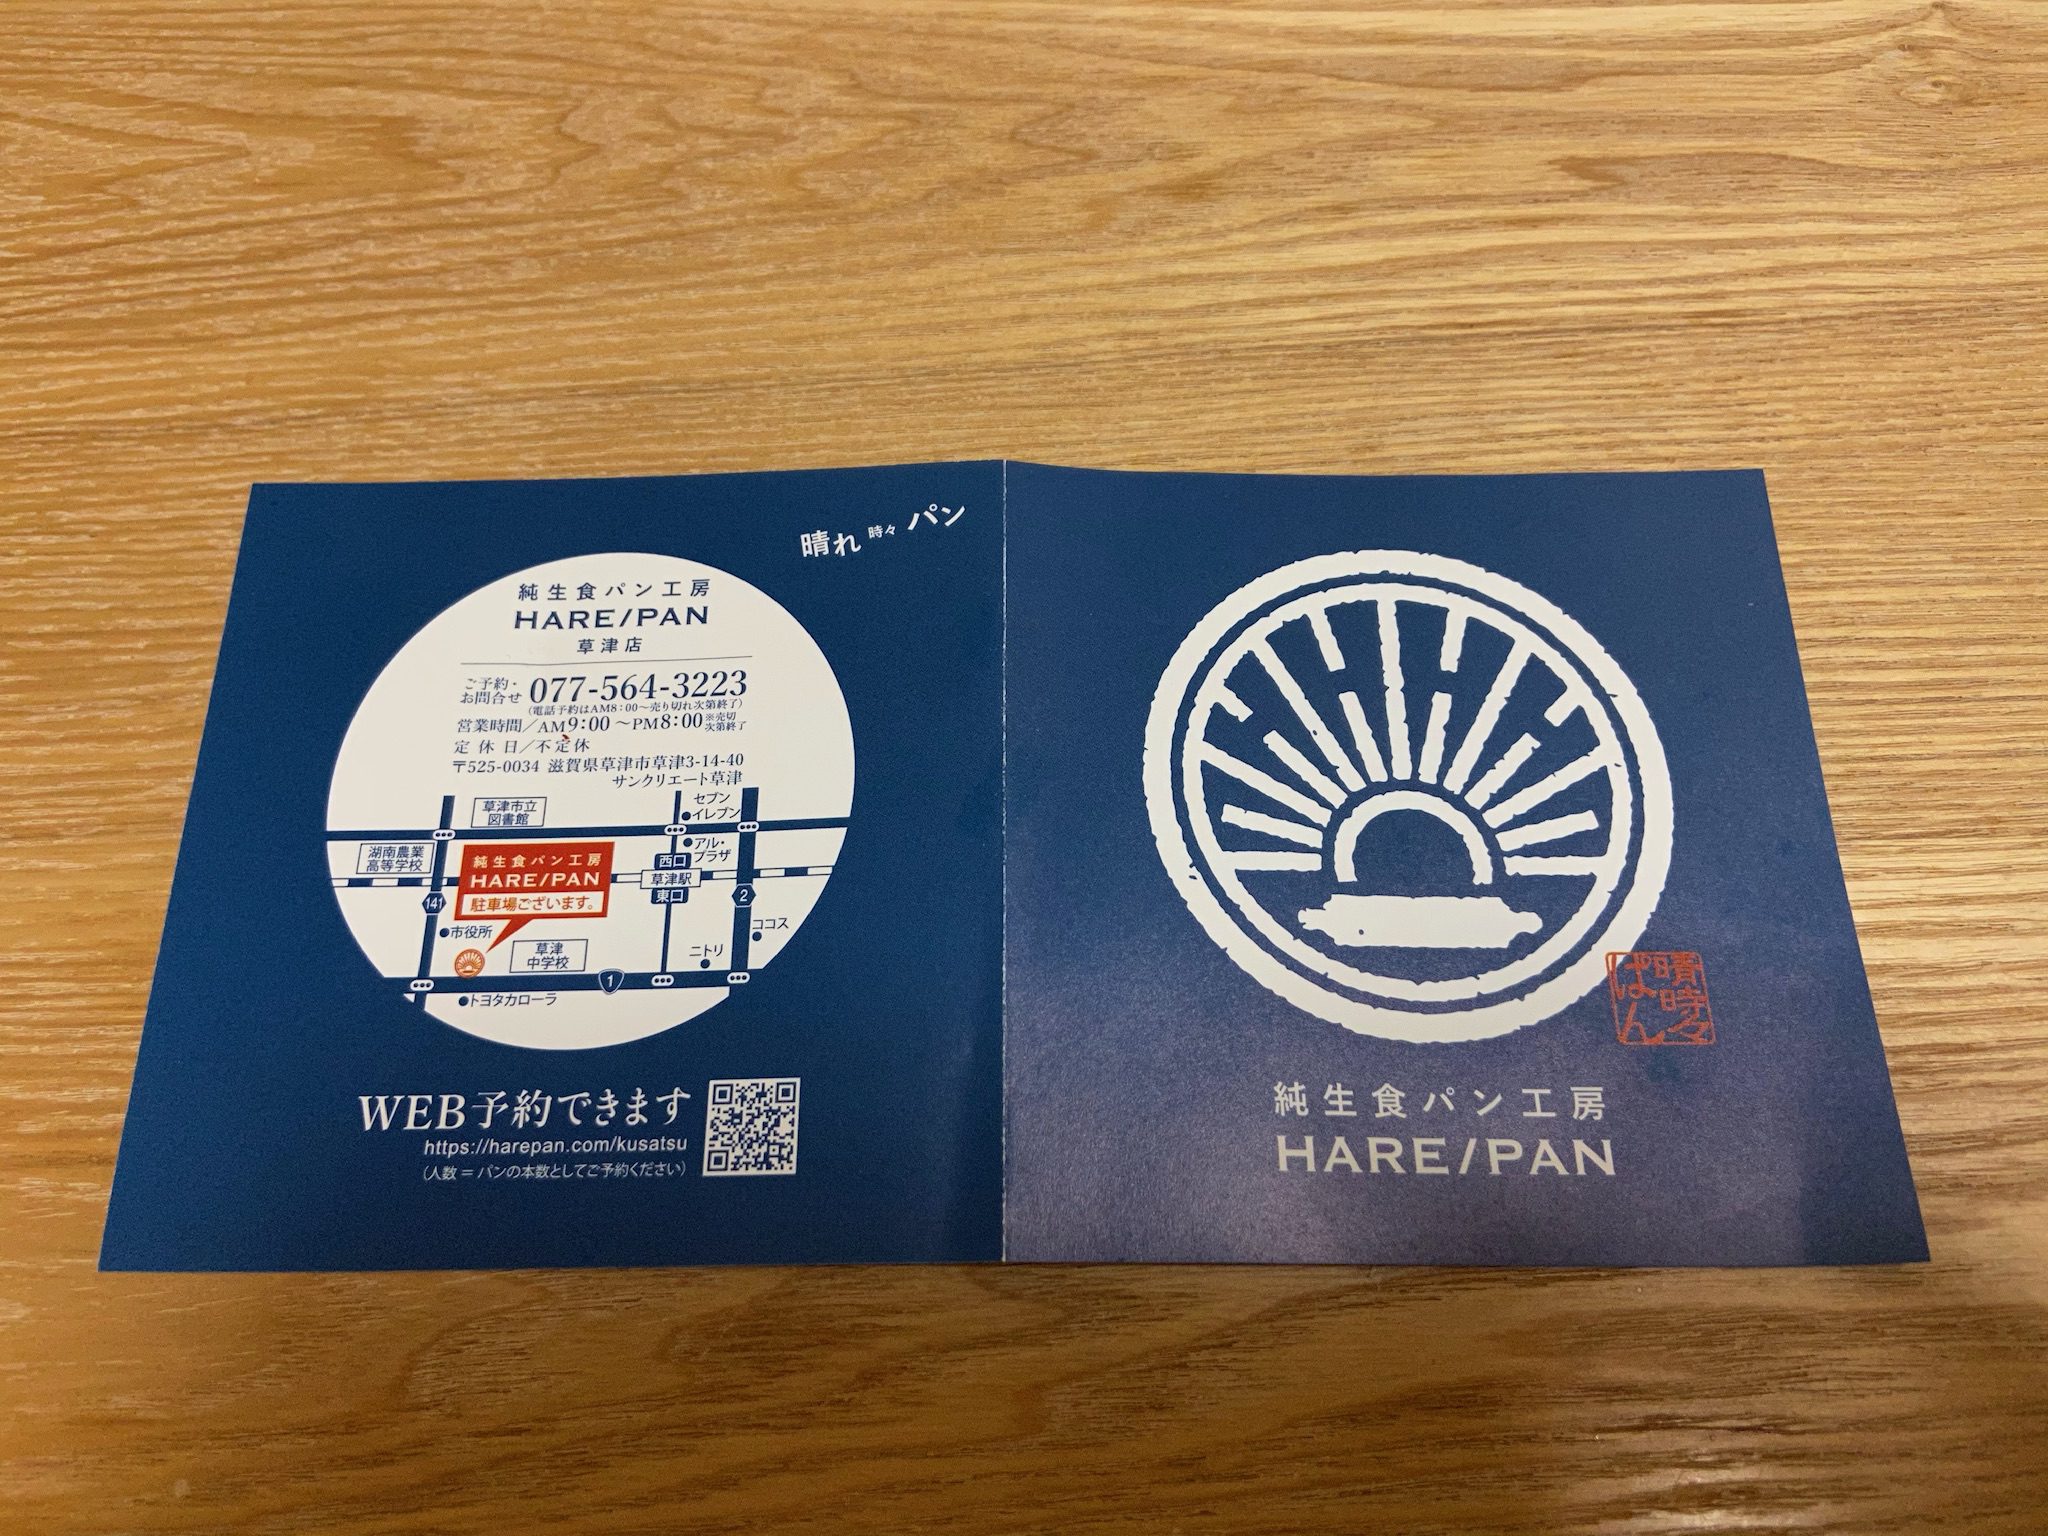 晴れ時々パン
純生食パン工房
HARE/PAN
草津店
ご予約・
お問合せ 077-564-3223
（電話予約はAM8:00～売り切れ次第終了）
営業時間／AM9:00～PM8:00 ※売切次第終了
定休日／不定休
〒525-0034 滋賀県草津市草津3-14-40
サンクリエート草津
草津市立
図書館
セブン
イレブン
湖南農業
高等学校
純生食パン工房
HARE/PAN
駐車場ございます。
アル・
プラザ
西口
草津駅
東口
141
2
市役所
草津
中学校
ココス
ニトリ
1
トヨタカローラ
WEB予約できます
https://harepan.com/kusatsu
（人数＝パンの本数としてご予約ください）
晴時々
ぱん
純生食パン工房
HARE/PAN